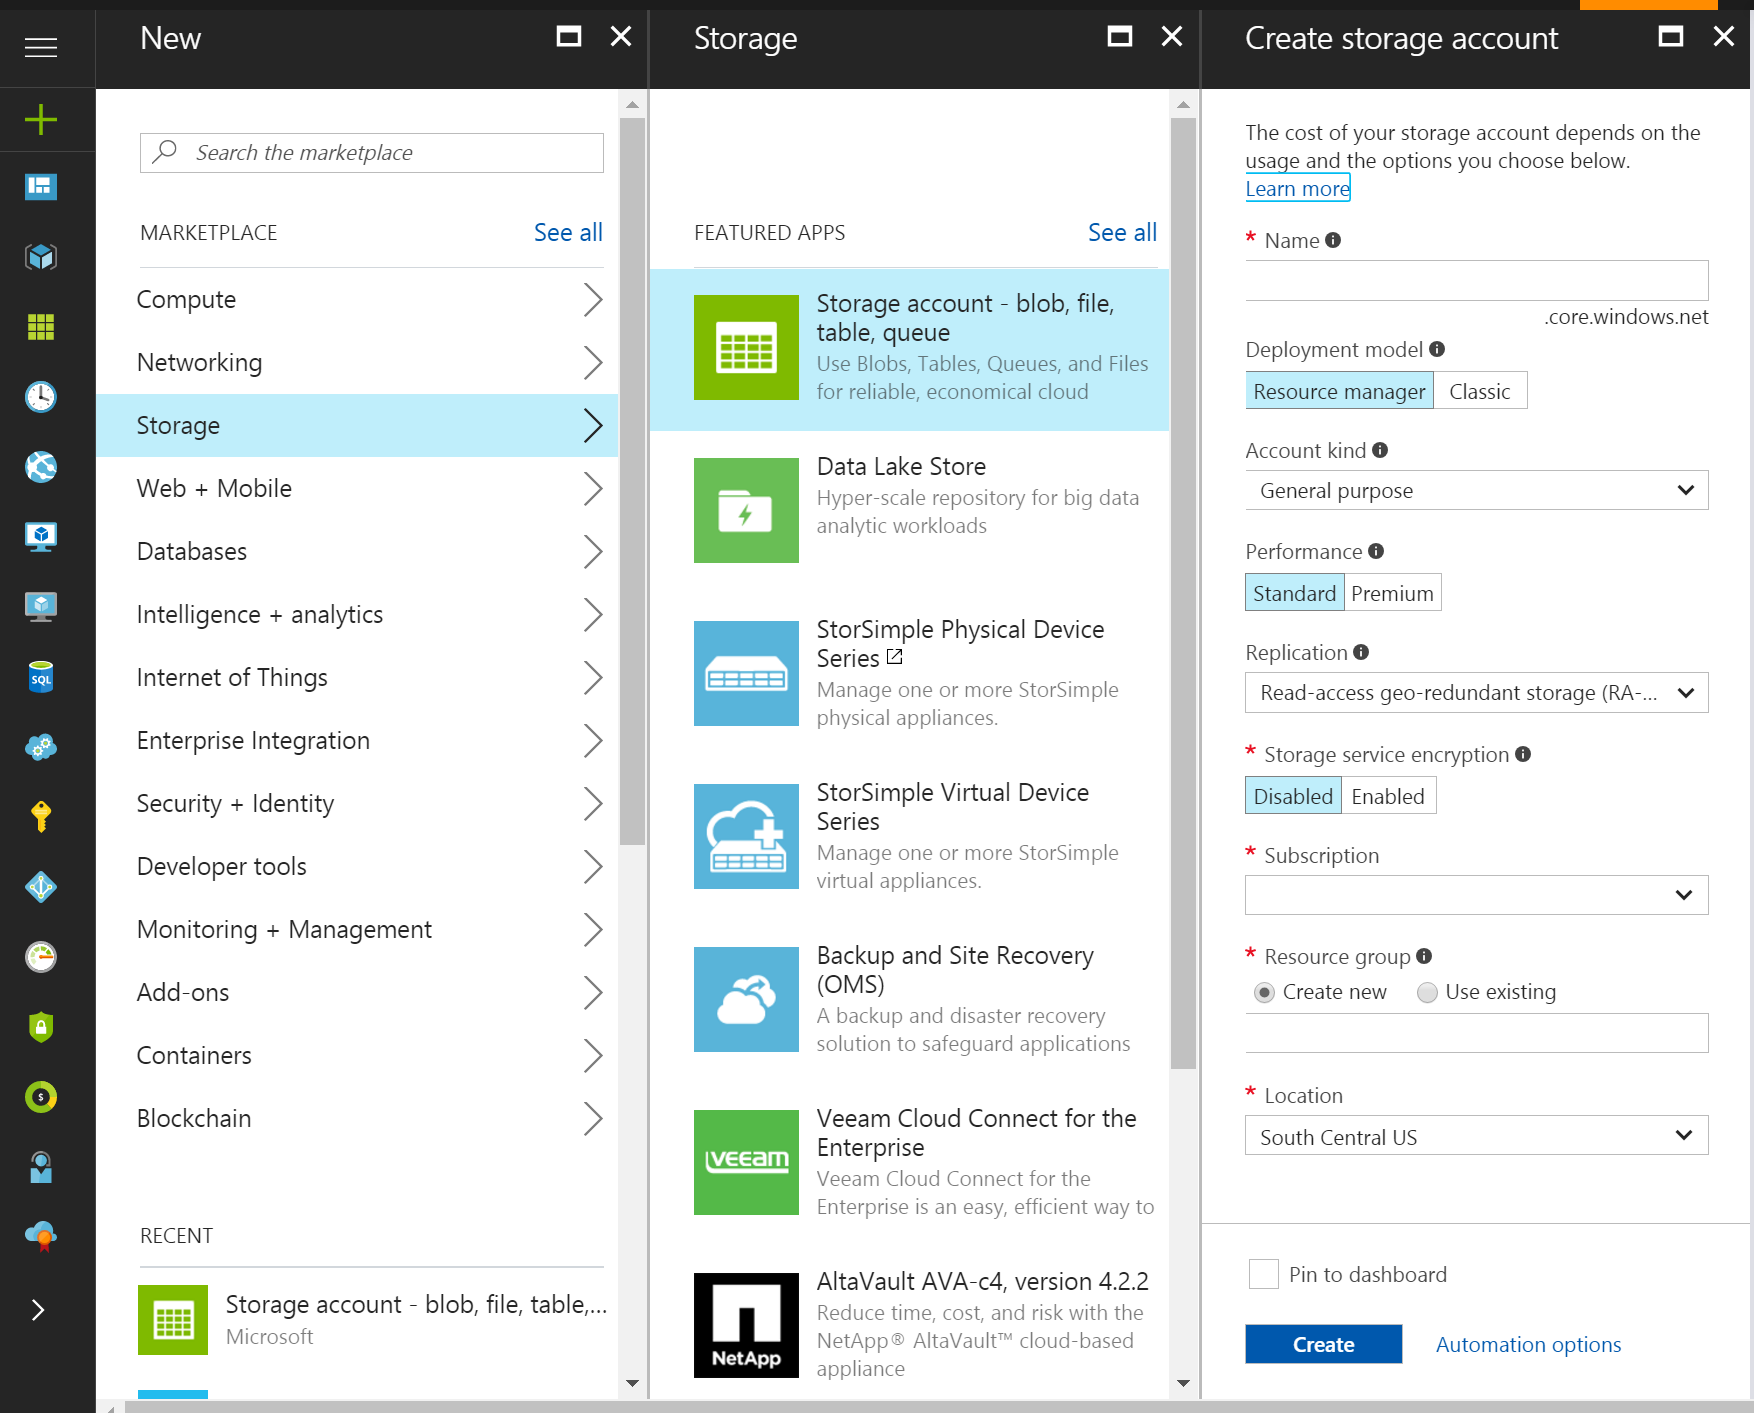 New
Search the marketplace
MARKETPLACE
See all
Compute
Networking
Storage
Web + Mobile
Databases
Intelligence + analytics
Internet of Things
Enterprise Integration
Security + Identity
Developer tools
Monitoring + Management
Add-ons
Containers
Blockchain
RECENT
Storage account - blob, file, table,...
Microsoft
SQL
$
Storage
FEATURED APPS
See all
Storage account - blob, file,
table, queue
Use Blobs, Tables, Queues, and Files
for reliable, economical cloud
Data Lake Store
Hyper-scale repository for big data
analytic workloads
StorSimple Physical Device
Series
Manage one or more StorSimple
physical appliances.
StorSimple Virtual Device
Series
Manage one or more StorSimple
virtual appliances.
Backup and Site Recovery
(OMS)
A backup and disaster recovery
solution to safeguard applications
veeam
Veeam Cloud Connect for the
Enterprise
Veeam Cloud Connect for the
Enterprise is an easy, efficient way to
NetApp
AltaVault AVA-c4, version 4.2.2
Reduce time, cost, and risk with the
NetApp® AltaVault™ cloud-based
appliance
Create storage account
The cost of your storage account depends on the
usage and the options you choose below.
Learn more
* Name
.core.windows.net
Deployment model
Resource manager Classic
Account kind
General purpose
Performance
Standard Premium
Replication
Read-access geo-redundant storage (RA-...
* Storage service encryption
Disabled Enabled
* Subscription
* Resource group
Create new Use existing
* Location
South Central US
Pin to dashboard
Create Automation options